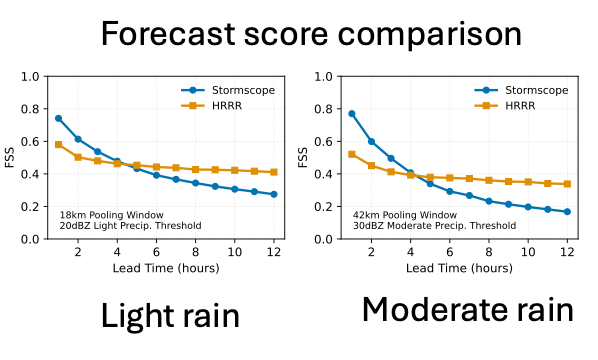 Forecast score comparison
1.0
0.8
0.6
0.4
0.2
0.0
FSS
Stormscope
HRRR
18km Pooling Window
20dBZ Light Precip. Threshold
2 4 6 8 10 12
Lead Time (hours)
1.0
0.8
0.6
0.4
0.2
0.0
FSS
Stormscope
HRRR
42km Pooling Window
30dBZ Moderate Precip. Threshold
2 4 6 8 10 12
Lead Time (hours)
Light rain
Moderate rain